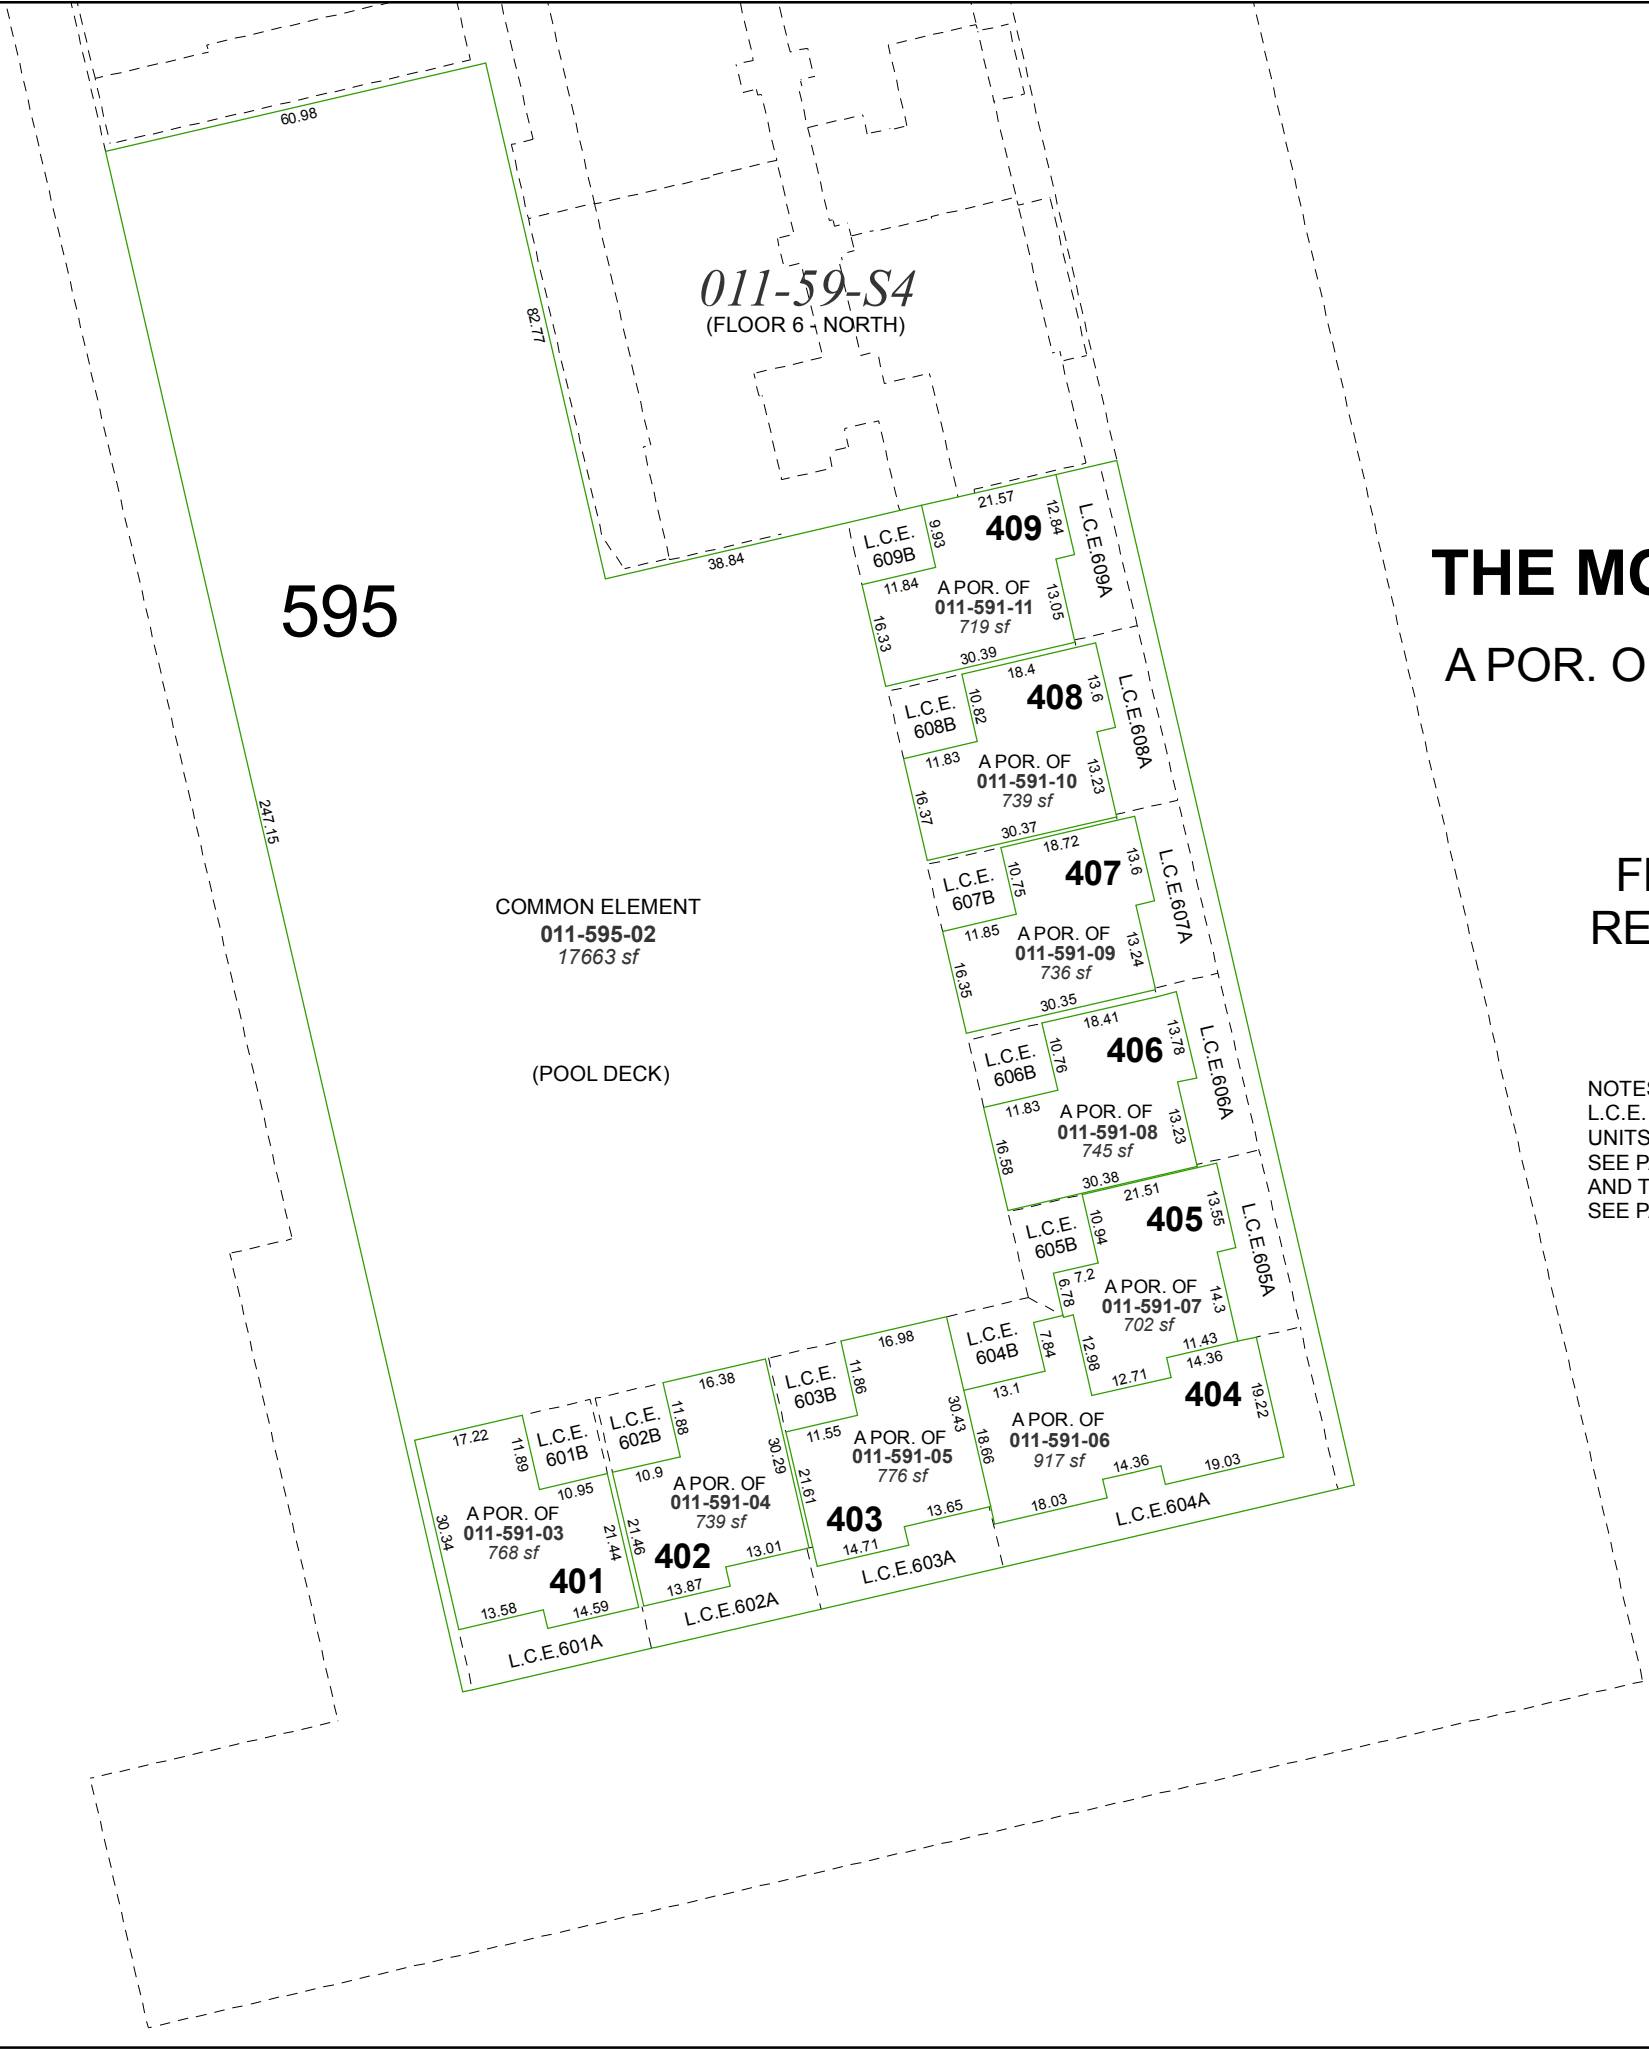 60.98
82.77
011-59-S4
(FLOOR 6 - NORTH)
38.84
595
247.15
COMMON ELEMENT
011-595-02
17663 sf
(POOL DECK)
21.57
409
12.84
9.93
L.C.E.
609B
L.C.E.609A
11.84
A POR. OF
011-591-11
719 sf
13.05
16.33
30.39
18.4
408
13.6
10.82
L.C.E.
608B
L.C.E.608A
11.83
A POR. OF
011-591-10
739 sf
13.23
16.37
30.37
18.72
407
13.6
10.75
L.C.E.
607B
L.C.E.607A
11.85
A POR. OF
011-591-09
736 sf
13.24
16.35
30.35
18.41
406
13.78
10.76
L.C.E.
606B
L.C.E.606A
11.83
A POR. OF
011-591-08
745 sf
13.23
16.58
30.38
21.51
405
13.55
10.94
L.C.E.
605B
L.C.E.605A
7.2
6.78
A POR. OF
011-591-07
702 sf
14.3
12.98
11.43
12.71
14.36
404
19.22
7.84
L.C.E.
604B
13.1
18.66
A POR. OF
011-591-06
917 sf
14.36
19.03
18.03
L.C.E.604A
16.98
11.86
L.C.E.
603B
30.43
11.55
A POR. OF
011-591-05
776 sf
21.61
403
13.65
14.71
L.C.E.603A
16.38
11.88
L.C.E.
602B
30.29
10.9
A POR. OF
011-591-04
739 sf
21.46
402
13.01
13.87
L.C.E.602A
17.22
11.89
L.C.E.
601B
10.95
A POR. OF
011-591-03
768 sf
30.34
21.44
401
13.58
14.59
L.C.E.601A
THE MO
A POR. O
RE
L.C.E.
UNITS
SEE PA
AND T
SEE PA